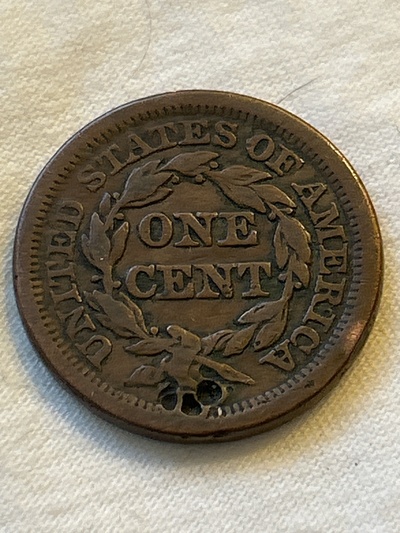 UNITED STATES OF AMERICA
ONE
CENT